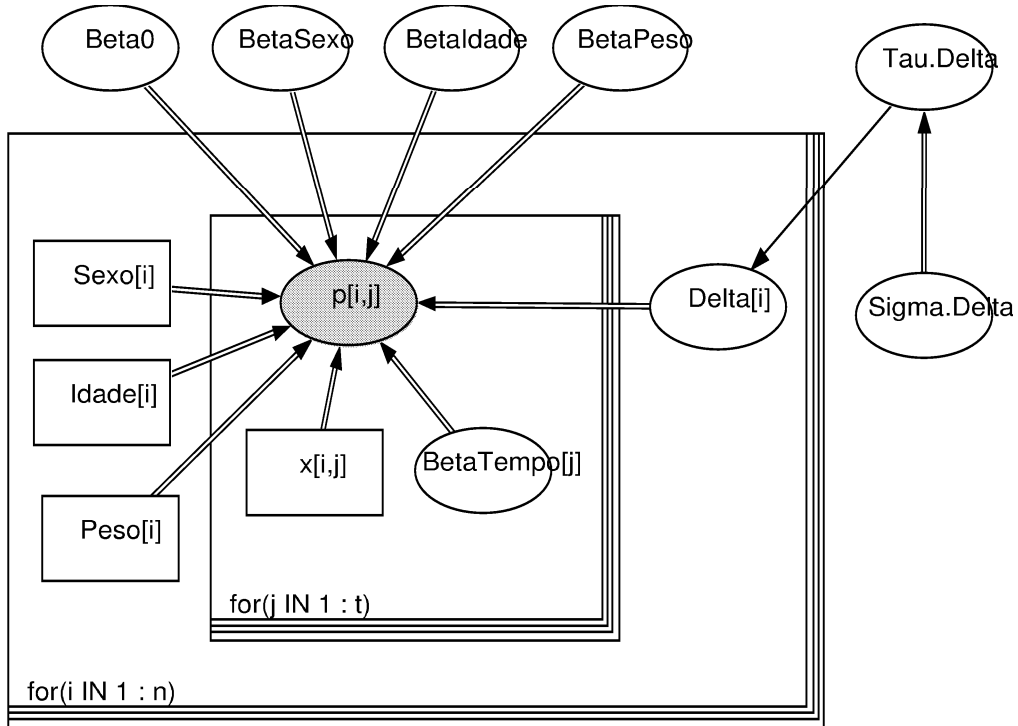 Beta0
BetaSexo
BetaIdade
BetaPeso
Tau.Delta
Sexo[i]
p[i,j]
Delta[i]
Sigma.Delta
Idade[i]
x[i,j]
BetaTempo[j]
Peso[i]
for(j IN 1 : t)
for(i IN 1 : n)